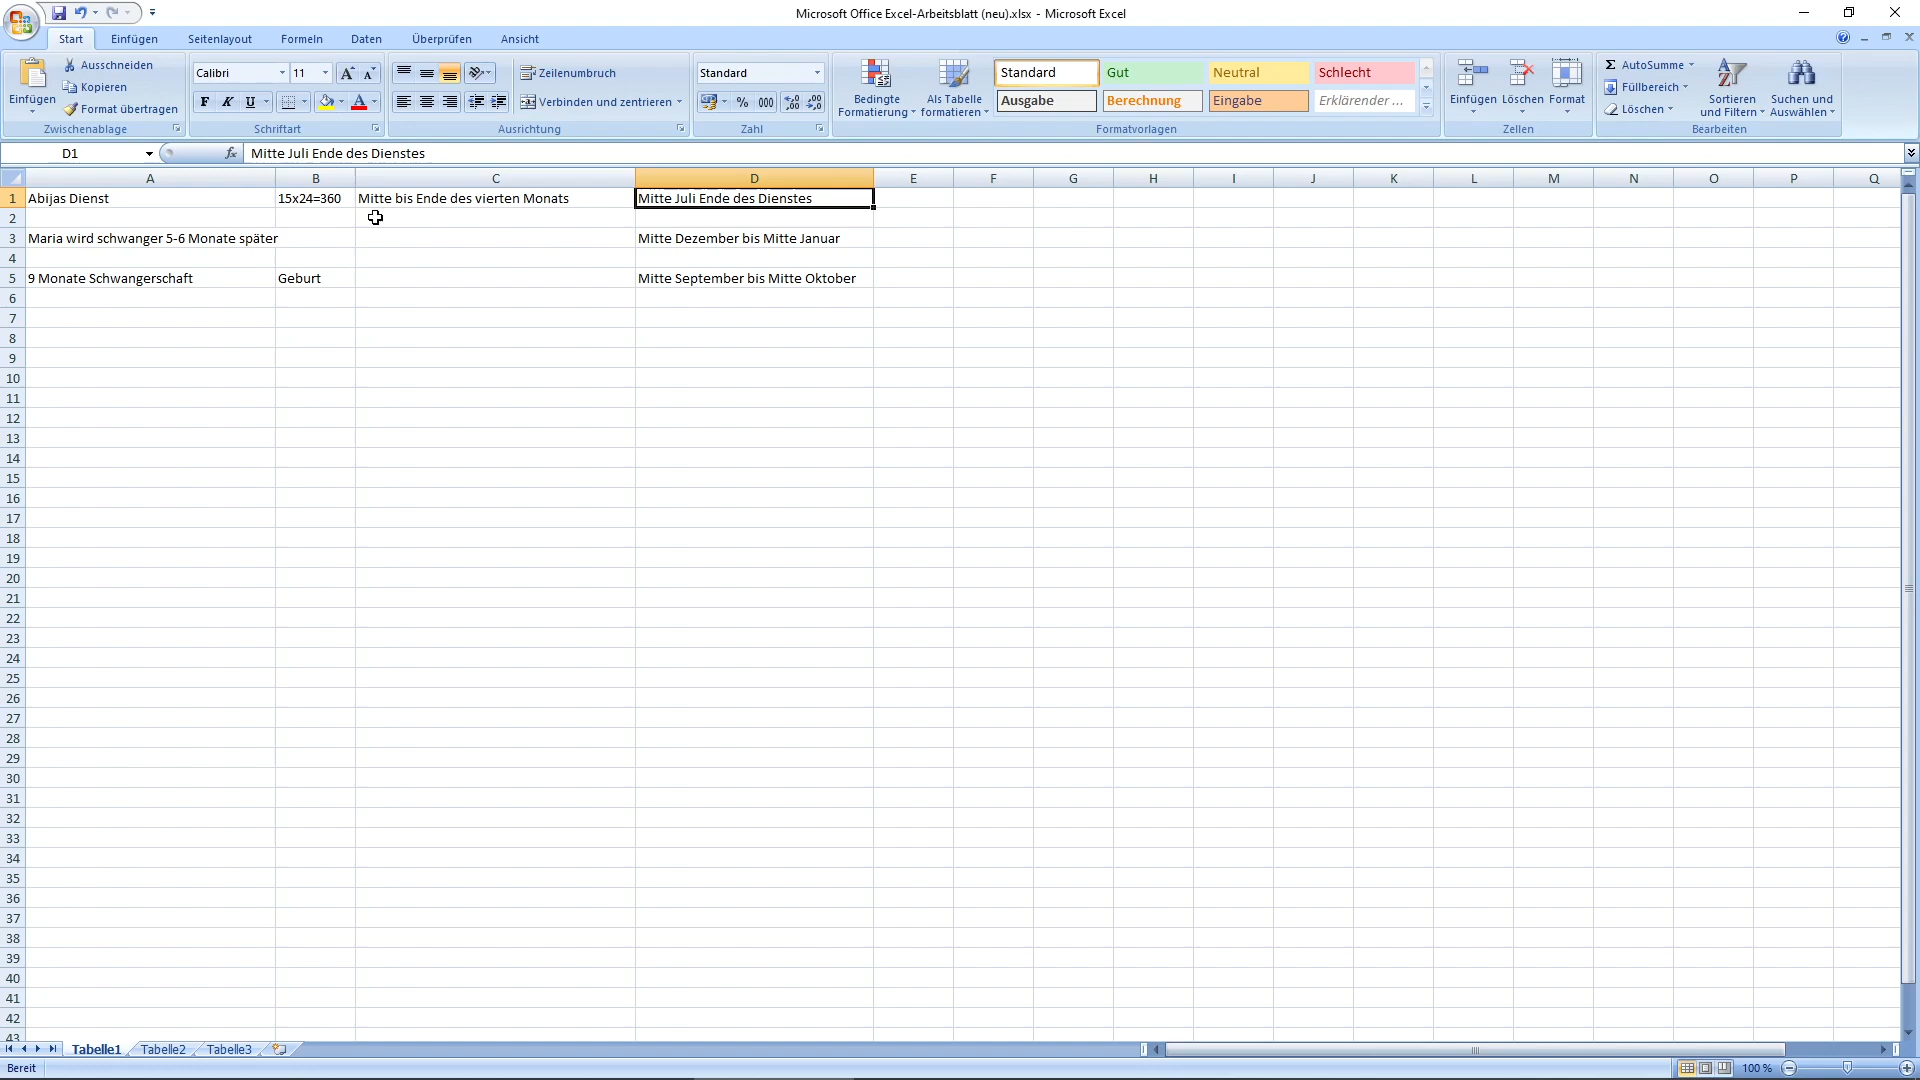 Microsoft Office Excel-Arbeitsblatt (neu).xlsx - Microsoft Excel
Start Einfügen Seitenlayout Formeln Daten Überprüfen Ansicht
Einfügen
Ausschneiden
Kopieren
Format übertragen
Zwischenablage
Calibri 11
F K U
Schriftart
Zeilenumbruch
Verbinden und zentrieren
Ausrichtung
Standard
% 000
Zahl
Bedingte Formatierung
Als Tabelle formatieren
Standard Gut Neutral Schlecht
Ausgabe Berechnung Eingabe Erklärender ...
Formatvorlagen
Einfügen Löschen Format
Zellen
Σ AutoSumme
Füllbereich
Löschen
Sortieren und Filtern
Suchen und Auswählen
Bearbeiten
D1 fx Mitte Juli Ende des Dienstes
A B C D E F G H I J K L M N O P Q
1 Abijas Dienst 15x24=360 Mitte bis Ende des vierten Monats Mitte Juli Ende des Dienstes
2
3 Maria wird schwanger 5-6 Monate später Mitte Dezember bis Mitte Januar
4
5 9 Monate Schwangerschaft Geburt Mitte September bis Mitte Oktober
6
7
8
9
10
11
12
13
14
15
16
17
18
19
20
21
22
23
24
25
26
27
28
29
30
31
32
33
34
35
36
37
38
39
40
41
42
43
Tabelle1 Tabelle2 Tabelle3
Bereit 100 %